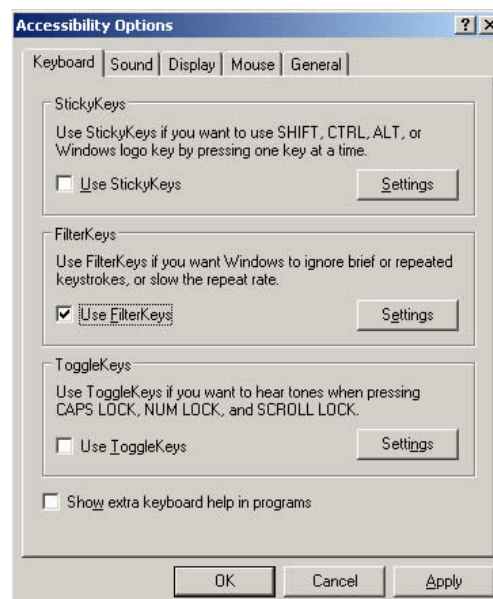 Accessibility Options
?
Keyboard Sound Display Mouse General
StickyKeys
Use StickyKeys if you want to use SHIFT, CTRL, ALT, or
Windows logo key by pressing one key at a time.
Use StickyKeys Settings
FilterKeys
Use FilterKeys if you want Windows to ignore brief or repeated
keystrokes, or slow the repeat rate.
Use FilterKeys Settings
ToggleKeys
Use ToggleKeys if you want to hear tones when pressing
CAPS LOCK, NUM LOCK, and SCROLL LOCK.
Use ToggleKeys Settings
Show extra keyboard help in programs
OK Cancel Apply